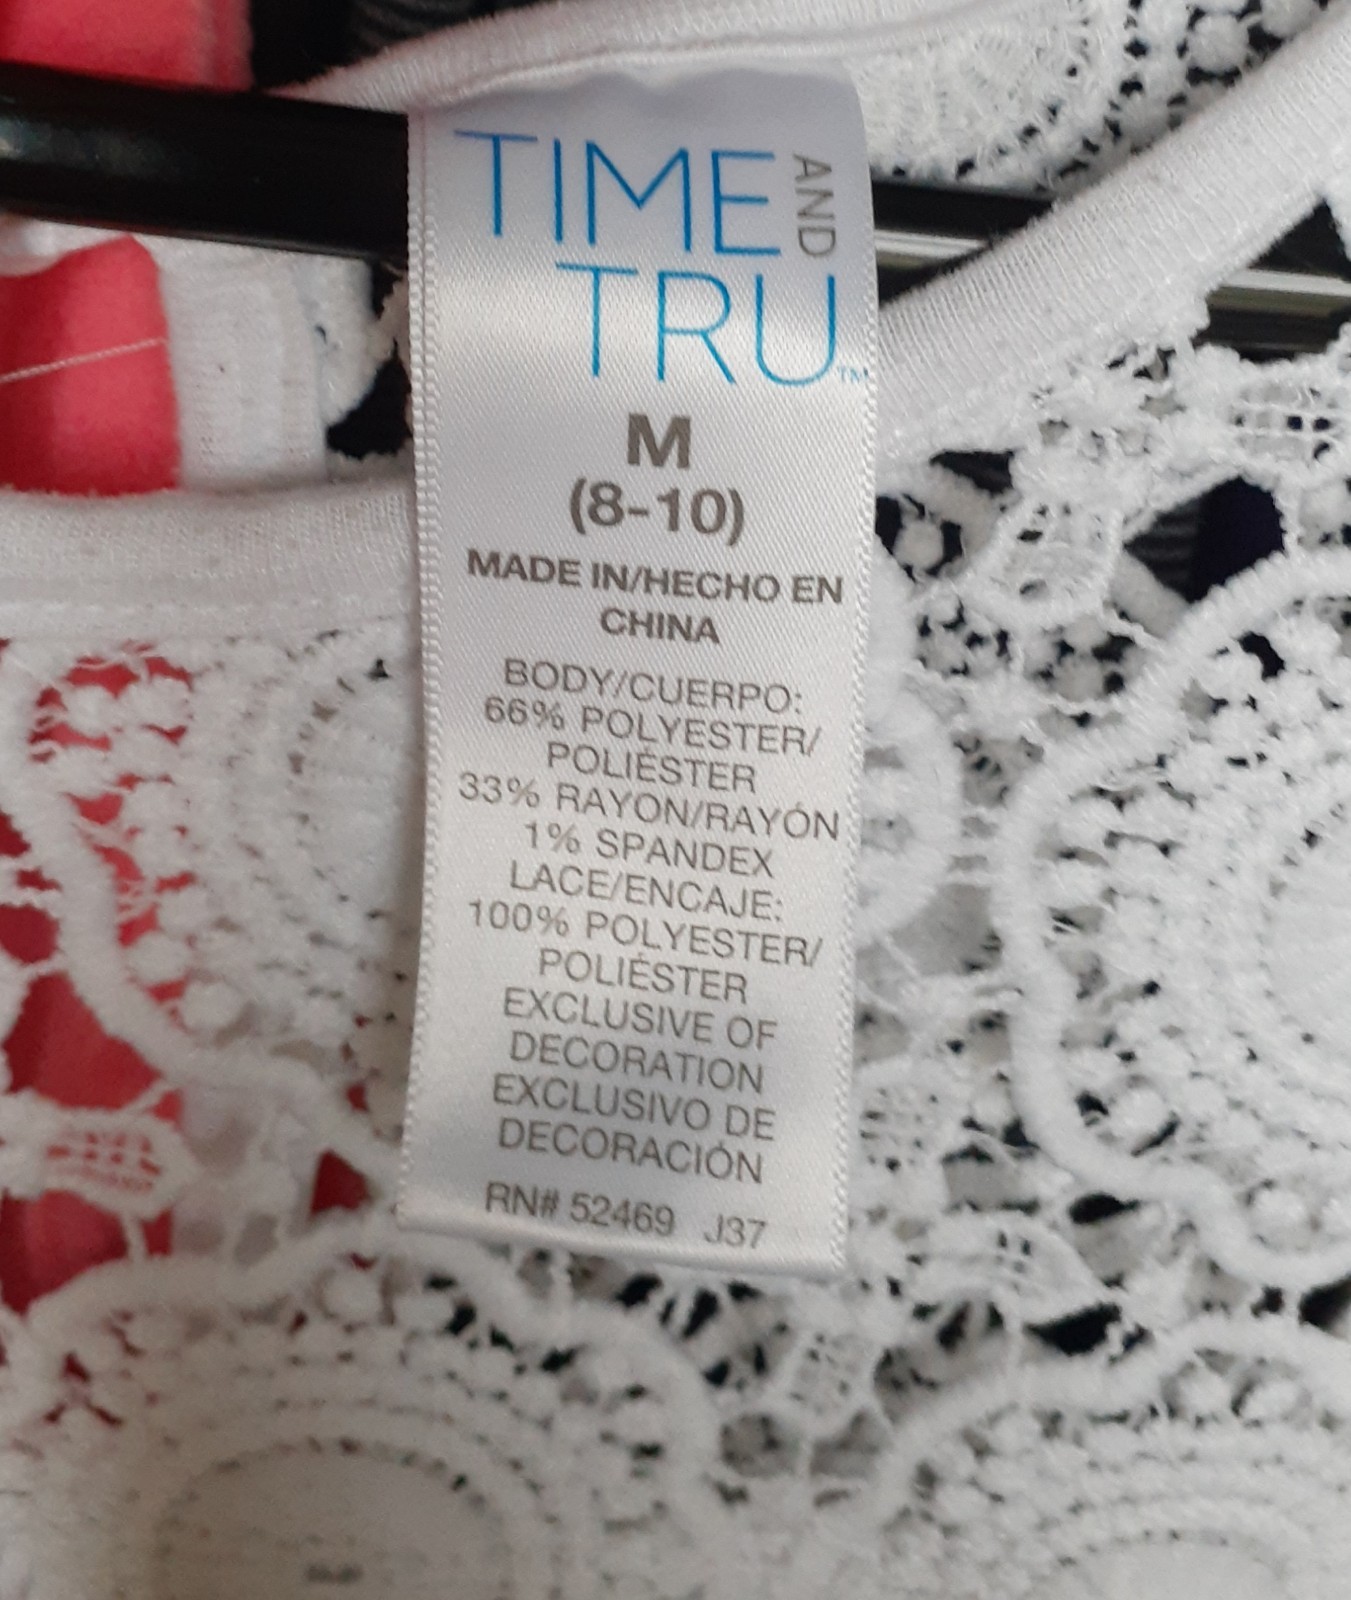 TIME AND
TRU™
M
(8-10)
MADE IN/HECHO EN
CHINA
BODY/CUERPO:
66% POLYESTER/
POLIÉSTER
33% RAYON/RAYÓN
1% SPANDEX
LACE/ENCAJE:
100% POLYESTER/
POLIÉSTER
EXCLUSIVE OF
DECORATION
EXCLUSIVO DE
DECORACIÓN
RN# 52469 J37